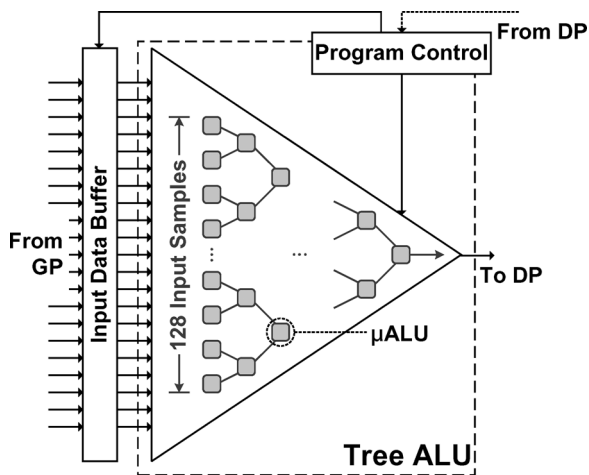 From DP
Program Control
128 Input Samples
Input Data Buffer
From
GP
...
...
To DP
μALU
Tree ALU